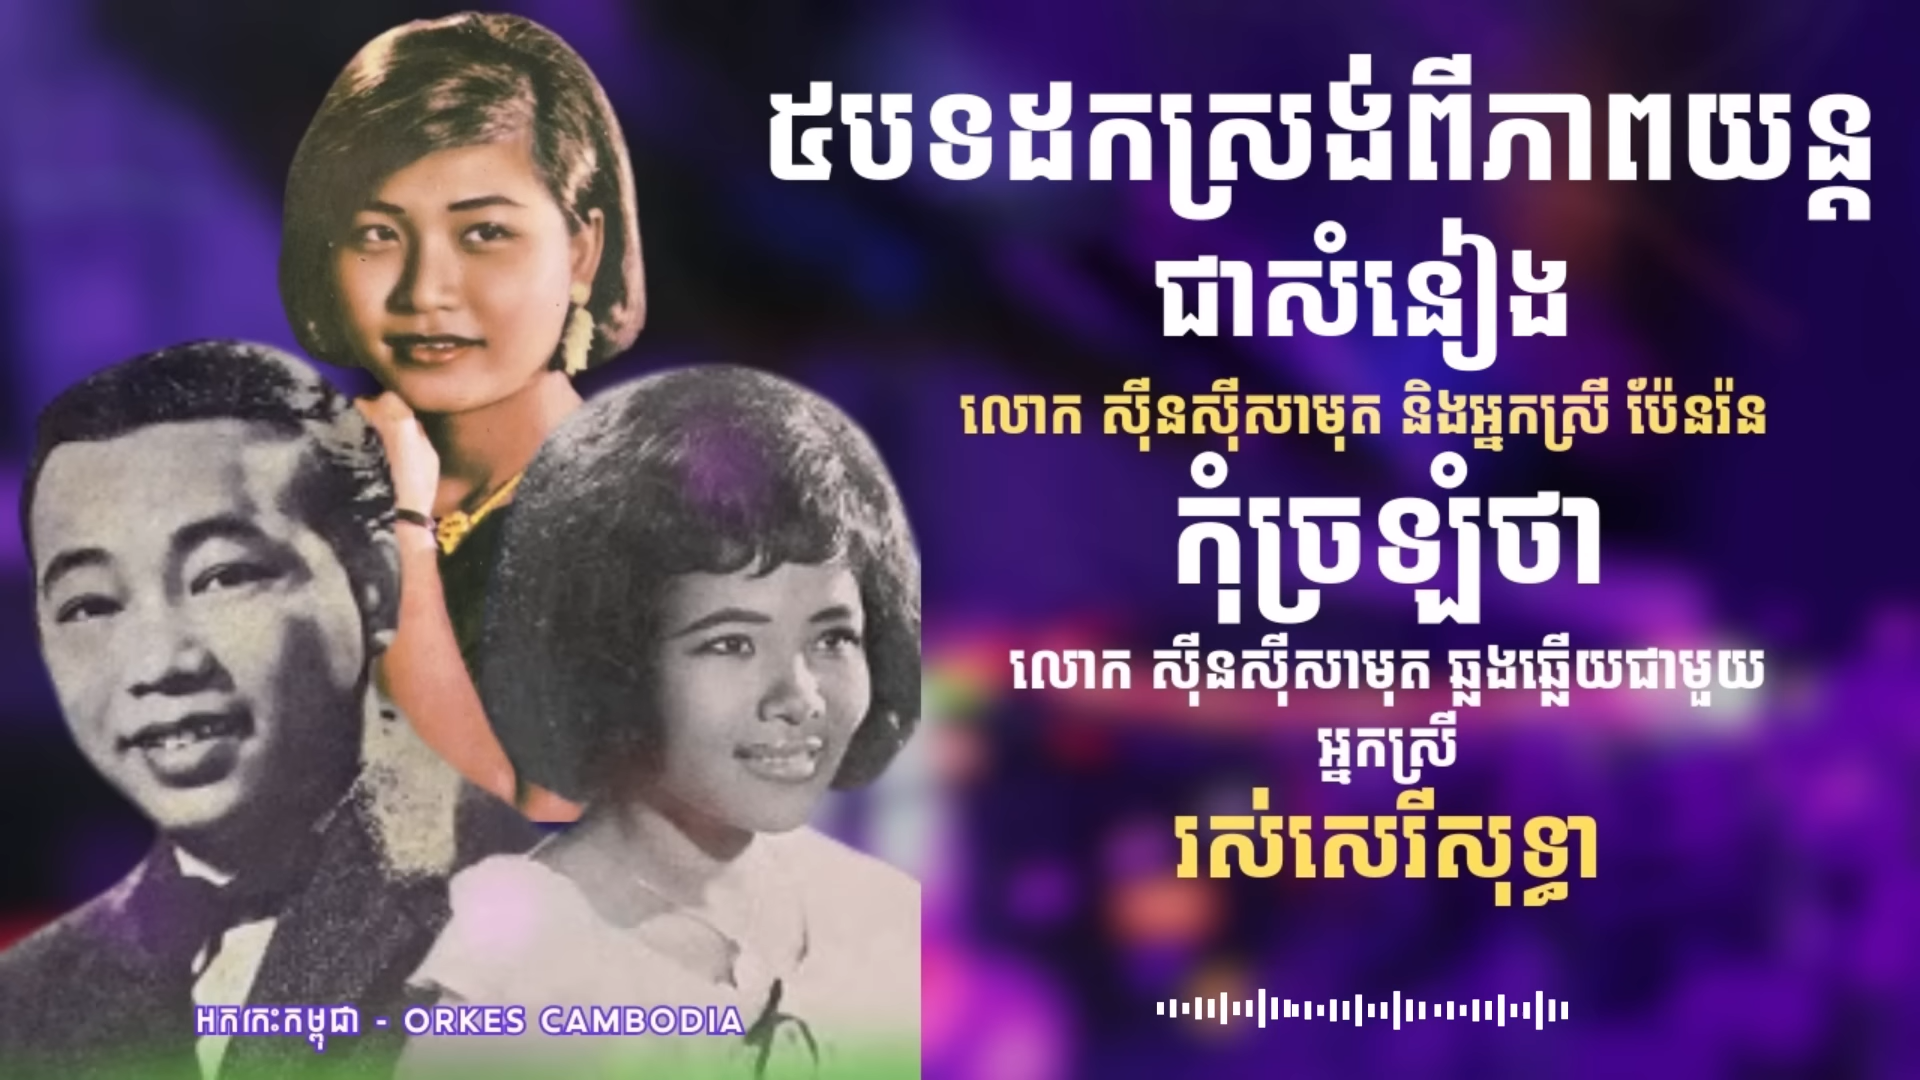 ៥បទដកស្រង់ពីភាពយន្ត
ជាសំនៀង
លោក ស៊ីនស៊ីសាមុត និងអ្នកស្រី ប៉ែនរ៉ន
កុំច្រឡំថា
លោក ស៊ីនស៊ីសាមុត ឆ្លងឆ្លើយជាមួយ
អ្នកស្រី
រស់សេរីសុទ្ធា
អកកេះកម្ពុជា - ORKES CAMBODIA